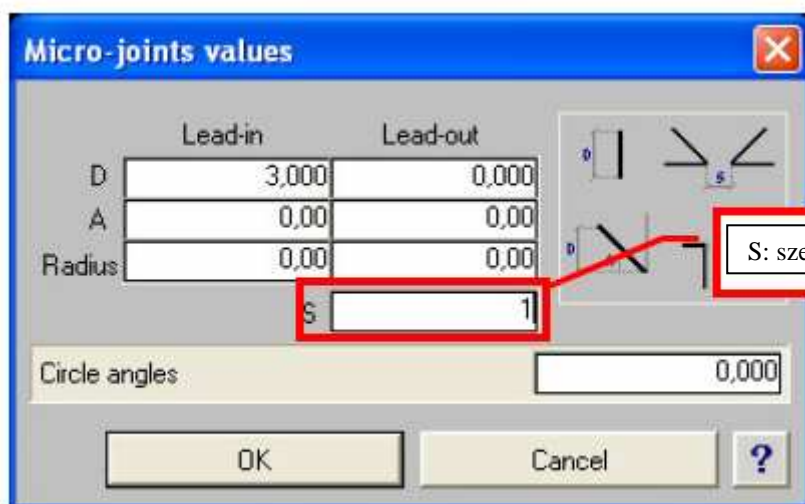 Micro-joints values
Lead-in Lead-out
D 3,000 0,000
A 0,00 0,00
Radius 0,00 0,00
S 1
D
S
D
S:
Circle angles 0,000
OK Cancel ?